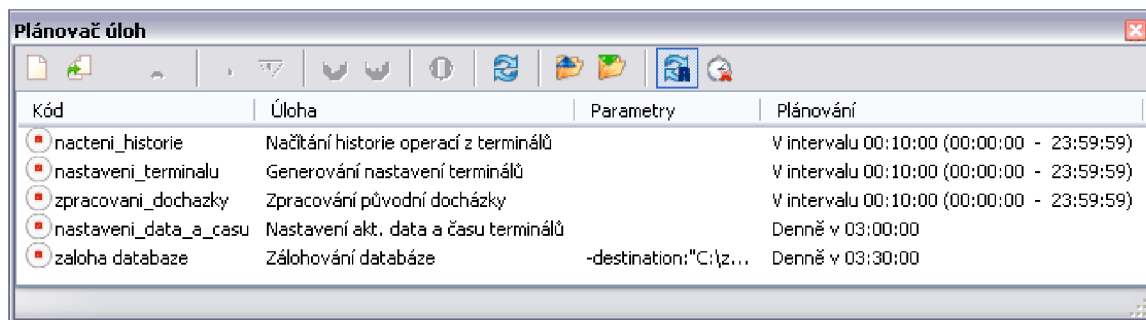 Plánovač úloh
Kód Úloha Parametry Plánování
nacteni_historie Načítání historie operací z terminálů V intervalu 00:10:00 (00:00:00 - 23:59:59)
nastaveni_terminalu Generování nastavení terminálů V intervalu 00:10:00 (00:00:00 - 23:59:59)
zpracovani_dochazky Zpracování původní docházky V intervalu 00:10:00 (00:00:00 - 23:59:59)
nastaveni_data_a_casu Nastavení akt. data a času terminálů Denně v 03:00:00
zaloha databaze Zálohování databáze -destination:"C:\z... Denně v 03:30:00